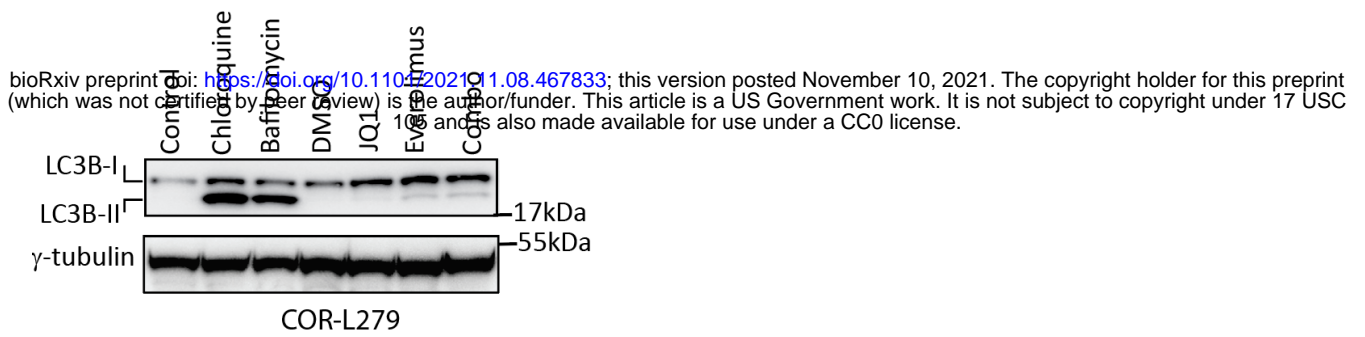 Control
Chloroquine
Bafilomycin
DMSO
JQ1
Everolimus
Combo
bioRxiv preprint doi: https://doi.org/10.1101/2021.11.08.467833; this version posted November 10, 2021. The copyright holder for this preprint
(which was not certified by peer review) is the author/funder. This article is a US Government work. It is not subject to copyright under 17 USC
105 and is also made available for use under a CC0 license.
LC3B-I
LC3B-II
17kDa
55kDa
γ-tubulin
COR-L279